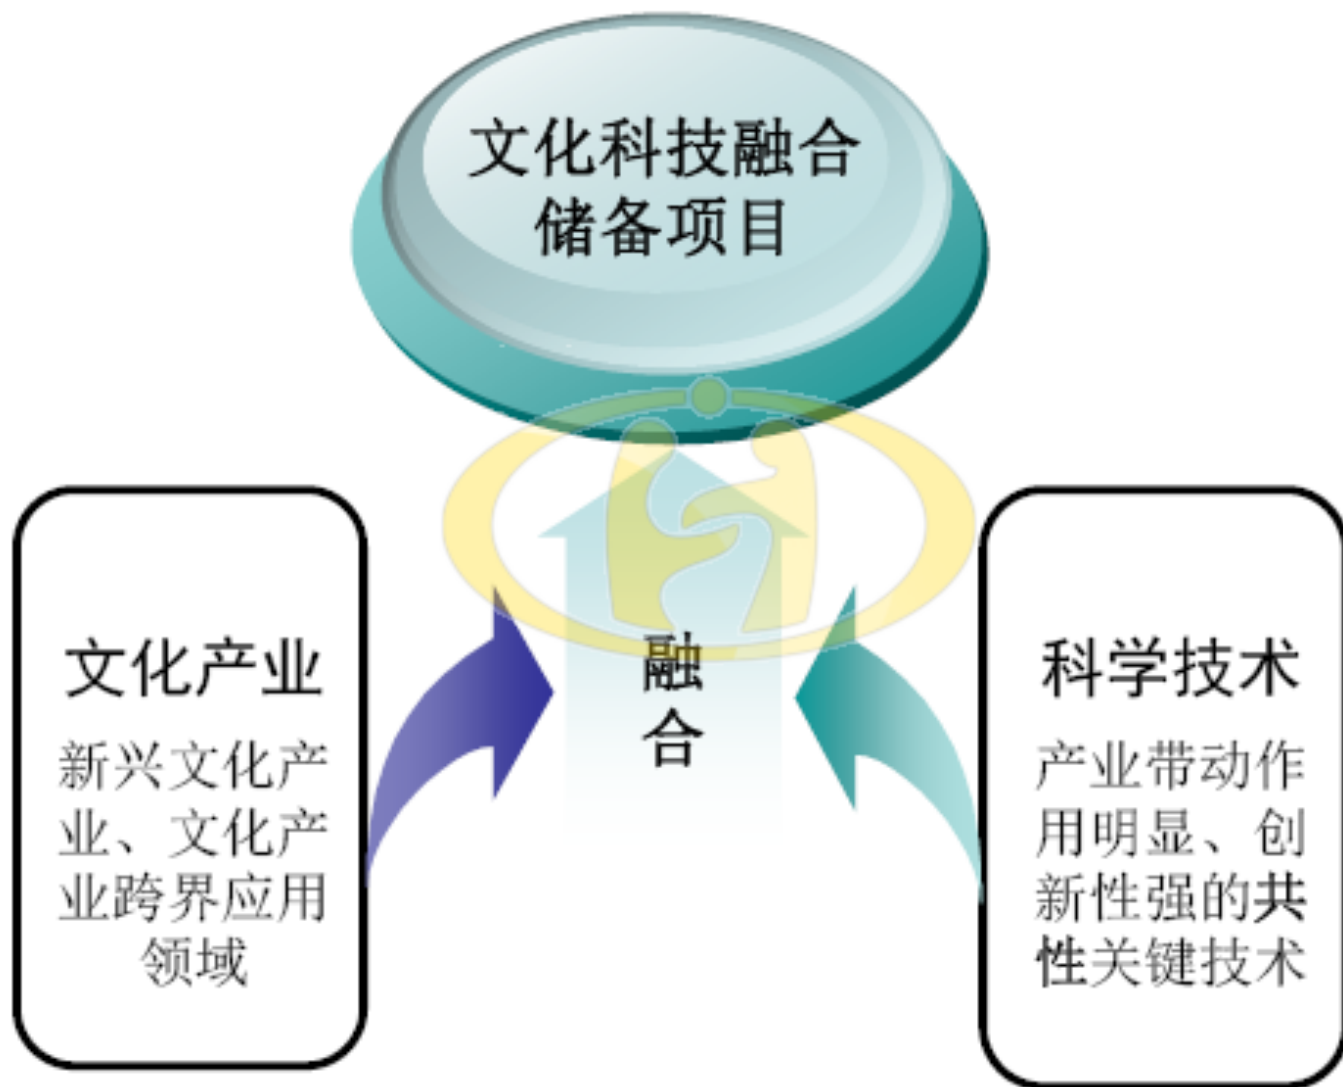 文化科技融合
储备项目
文化产业
新兴文化产
业、文化产
业跨界应用
领域
融
合
科学技术
产业带动作
用明显、创
新性强的共
性关键技术